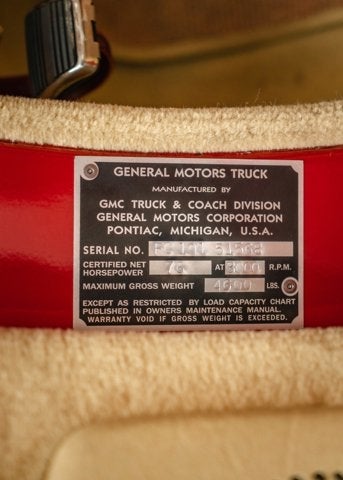 GENERAL MOTORS TRUCK
MANUFACTURED BY
GMC TRUCK & COACH DIVISION
GENERAL MOTORS CORPORATION
PONTIAC, MICHIGAN, U.S.A.
SERIAL NO.
CERTIFIED NET
HORSEPOWER AT R.P.M.
MAXIMUM GROSS WEIGHT 4600 LBS.
EXCEPT AS RESTRICTED BY LOAD CAPACITY CHART
PUBLISHED IN OWNERS MAINTENANCE MANUAL.
WARRANTY VOID IF GROSS WEIGHT IS EXCEEDED.